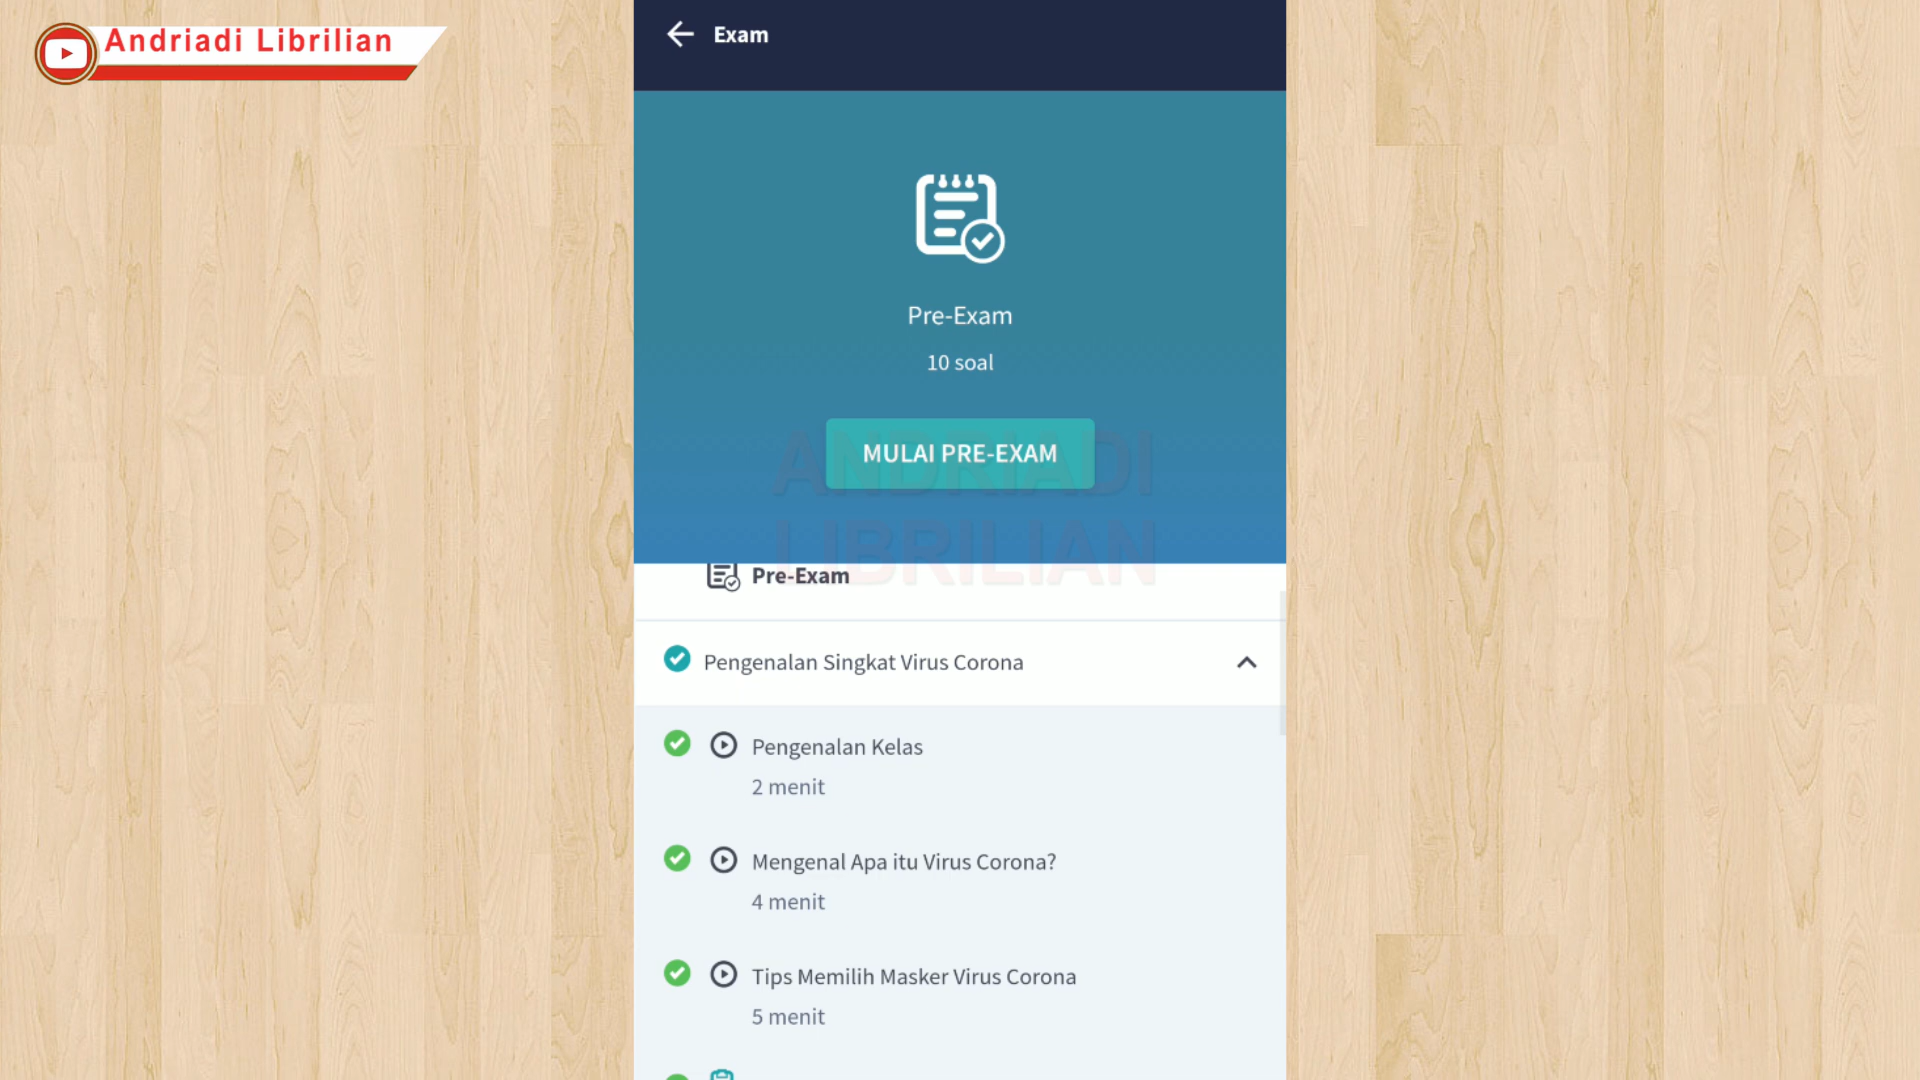 Andriadi Librilian
Exam
Pre-Exam
10 soal
MULAI PRE-EXAM
ANDRIADI
LIBRILIAN
Pre-Exam
Pengenalan Singkat Virus Corona
Pengenalan Kelas
2 menit
Mengenal Apa itu Virus Corona?
4 menit
Tips Memilih Masker Virus Corona
5 menit